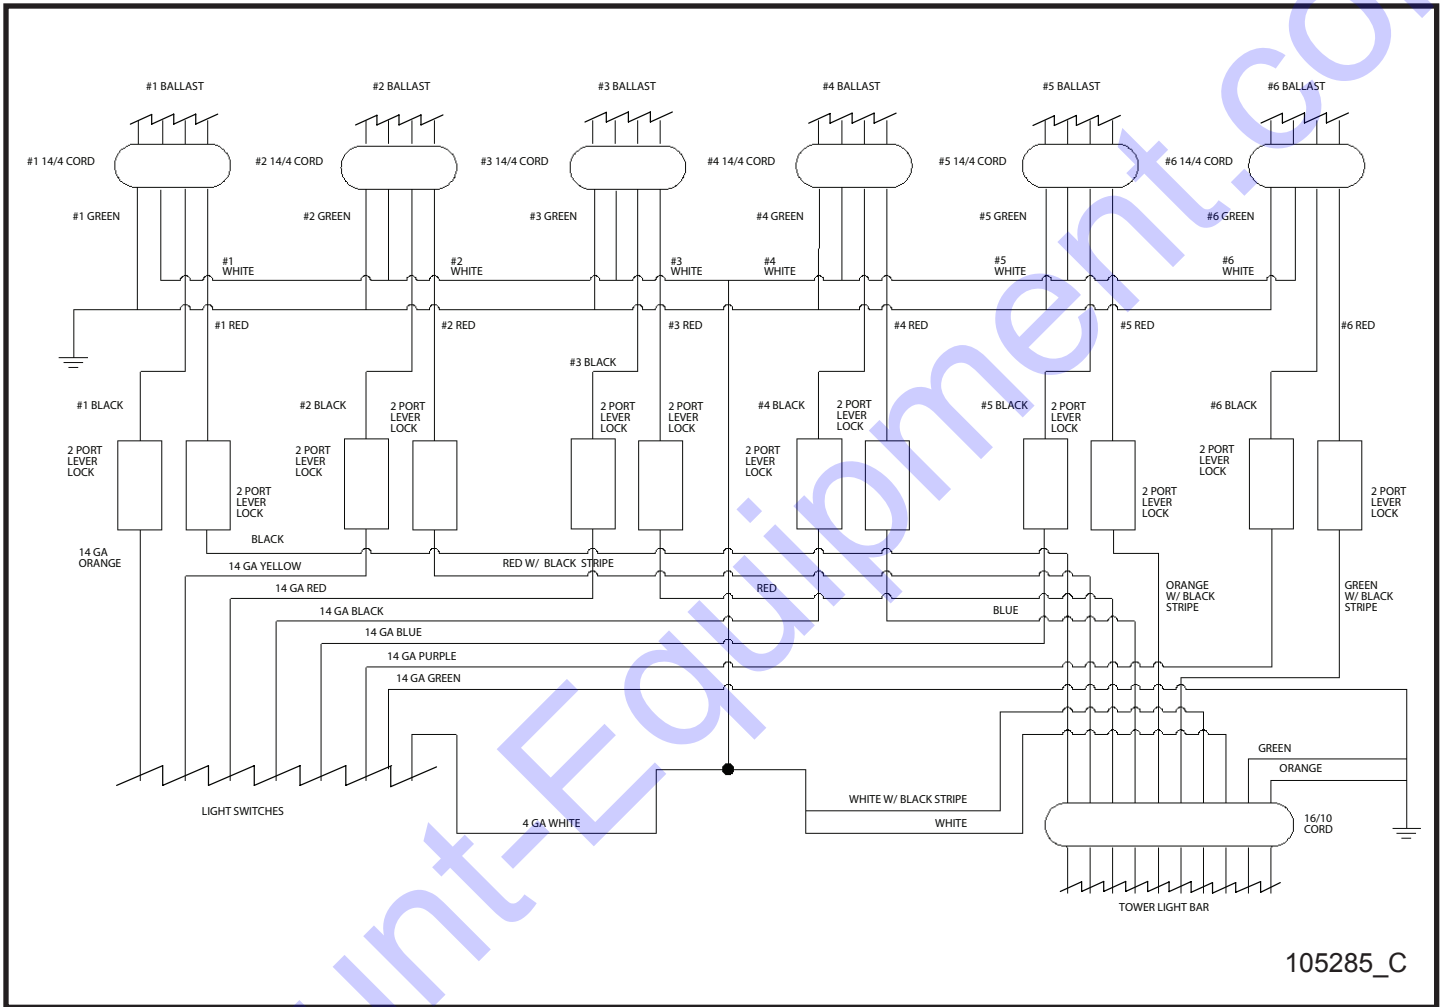 #1 BALLAST
#2 BALLAST
#3 BALLAST
#4 BALLAST
#5 BALLAST
#6 BALLAST
#1 14/4 CORD
#2 14/4 CORD
#3 14/4 CORD
#4 14/4 CORD
#5 14/4 CORD
#6 14/4 CORD
#1 GREEN
#2 GREEN
#3 GREEN
#4 GREEN
#5 GREEN
#6 GREEN
#1
WHITE
#2
WHITE
#3
WHITE
#4
WHITE
#5
WHITE
#6
WHITE
#1 RED
#2 RED
#3 RED
#4 RED
#5 RED
#6 RED
#3 BLACK
#1 BLACK
#2 BLACK
2 PORT
LEVER
LOCK
2 PORT
LEVER
LOCK
2 PORT
LEVER
LOCK
#4 BLACK
2 PORT
LEVER
LOCK
#5 BLACK
2 PORT
LEVER
LOCK
#6 BLACK
2 PORT
LEVER
LOCK
2 PORT
LEVER
LOCK
2 PORT
LEVER
LOCK
2 PORT
LEVER
LOCK
2 PORT
LEVER
LOCK
2 PORT
LEVER
LOCK
2 PORT
LEVER
LOCK
BLACK
14 GA
ORANGE
14 GA YELLOW
RED W/ BLACK STRIPE
14 GA RED
RED
ORANGE
W/ BLACK
STRIPE
GREEN
W/ BLACK
STRIPE
14 GA BLACK
BLUE
14 GA BLUE
14 GA PURPLE
14 GA GREEN
GREEN
ORANGE
LIGHT SWITCHES
4 GA WHITE
WHITE W/ BLACK STRIPE
WHITE
16/10
CORD
TOWER LIGHT BAR
105285_C
unt-Equipment.co